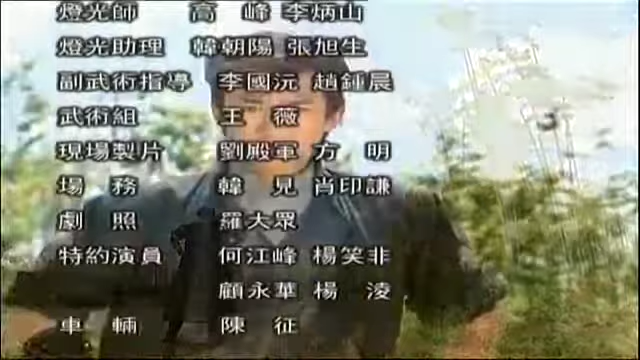 燈光師 高峰 李炳山
燈光助理 韓朝陽 張旭生
副武術指導 李國沅 趙鍾晨
武術組 王薇
現場製片 劉殿軍 方明
場務 韓見 肖印謙
劇照 羅大眾
特約演員 何江峰 楊笑非
顧永華 楊淩
車輛 陳征